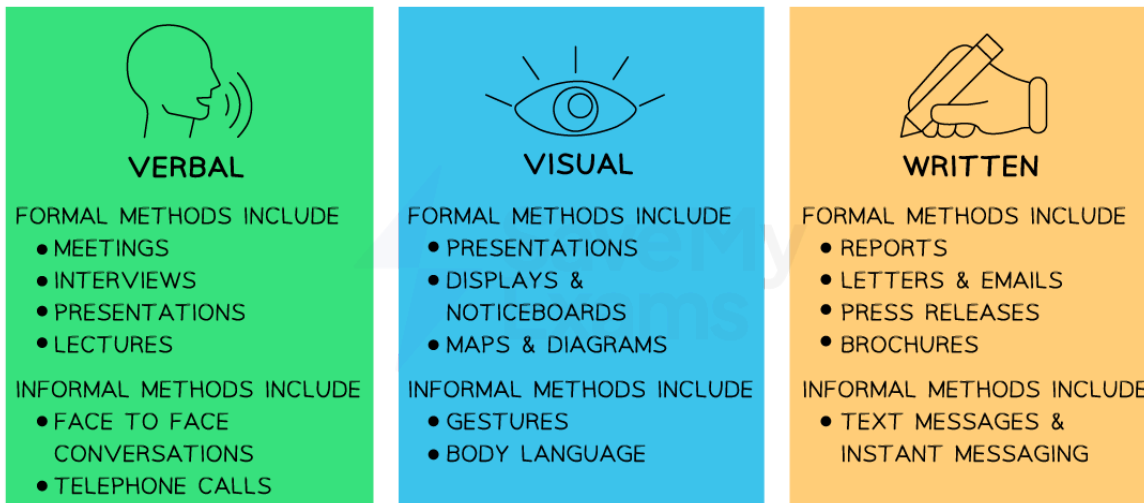 VERBAL
FORMAL METHODS INCLUDE
• MEETINGS
• INTERVIEWS
• PRESENTATIONS
• LECTURES
INFORMAL METHODS INCLUDE
• FACE TO FACE
CONVERSATIONS
• TELEPHONE CALLS
VISUAL
FORMAL METHODS INCLUDE
• PRESENTATIONS
• DISPLAYS &
NOTICEBOARDS
• MAPS & DIAGRAMS
INFORMAL METHODS INCLUDE
• GESTURES
• BODY LANGUAGE
WRITTEN
FORMAL METHODS INCLUDE
• REPORTS
• LETTERS & EMAILS
• PRESS RELEASES
• BROCHURES
INFORMAL METHODS INCLUDE
• TEXT MESSAGES &
INSTANT MESSAGING